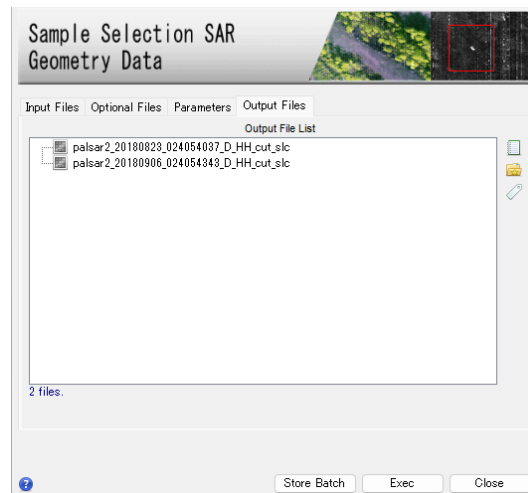 Sample Selection SAR
Geometry Data
Input Files Optional Files Parameters Output Files
Output File List
palsar2_20180823_024054037_D_HH_cut_slc
palsar2_20180906_024054343_D_HH_cut_slc
2 files.
? Store Batch Exec Close